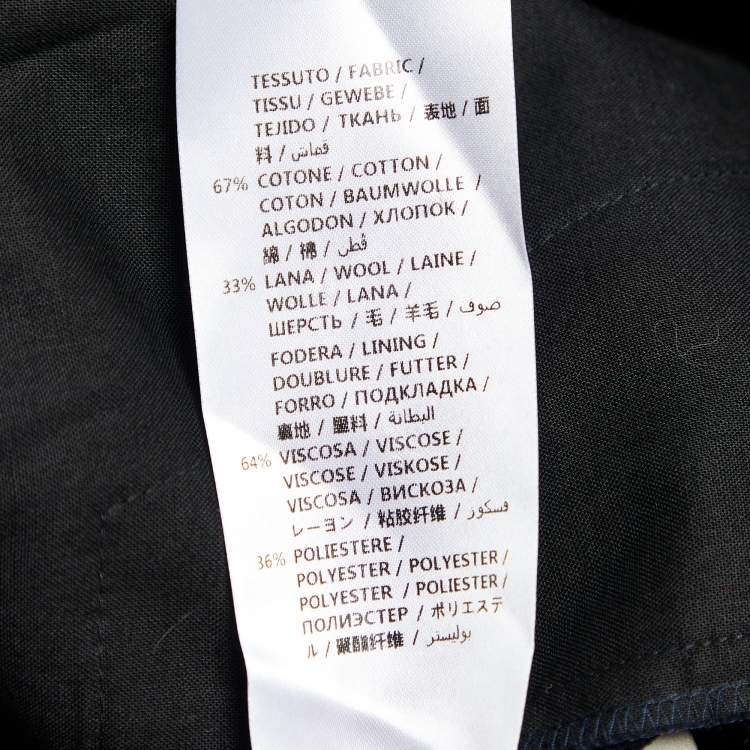 TESSUTO / FABRIC /
TISSU / GEWEBE /
TEJIDO / ТКАНЬ / 表地 / 面
料 / قماش
67% COTONE / COTTON /
COTON / BAUMWOLLE /
ALGODON / ХЛОПОК /
綿 / 棉 / قُطن
33% LANA / WOOL / LAINE /
WOLLE / LANA /
ШЕРСТЬ / 毛 / 羊毛 / صوف
FODERA / LINING /
DOUBLURE / FUTTER /
FORRO / ПОДКЛАДКА /
裏地 / 里料 / البطانة
64% VISCOSA / VISCOSE /
VISCOSE / VISKOSE /
VISCOSA / ВИСКОЗА /
レーヨン / 粘胶纤维 / فسكوز
36% POLIESTERE /
POLYESTER / POLYESTER /
POLYESTER / POLIESTER /
ПОЛИЭСТЕР / ポリエステ
ル / 聚酯纤维 / بوليستر